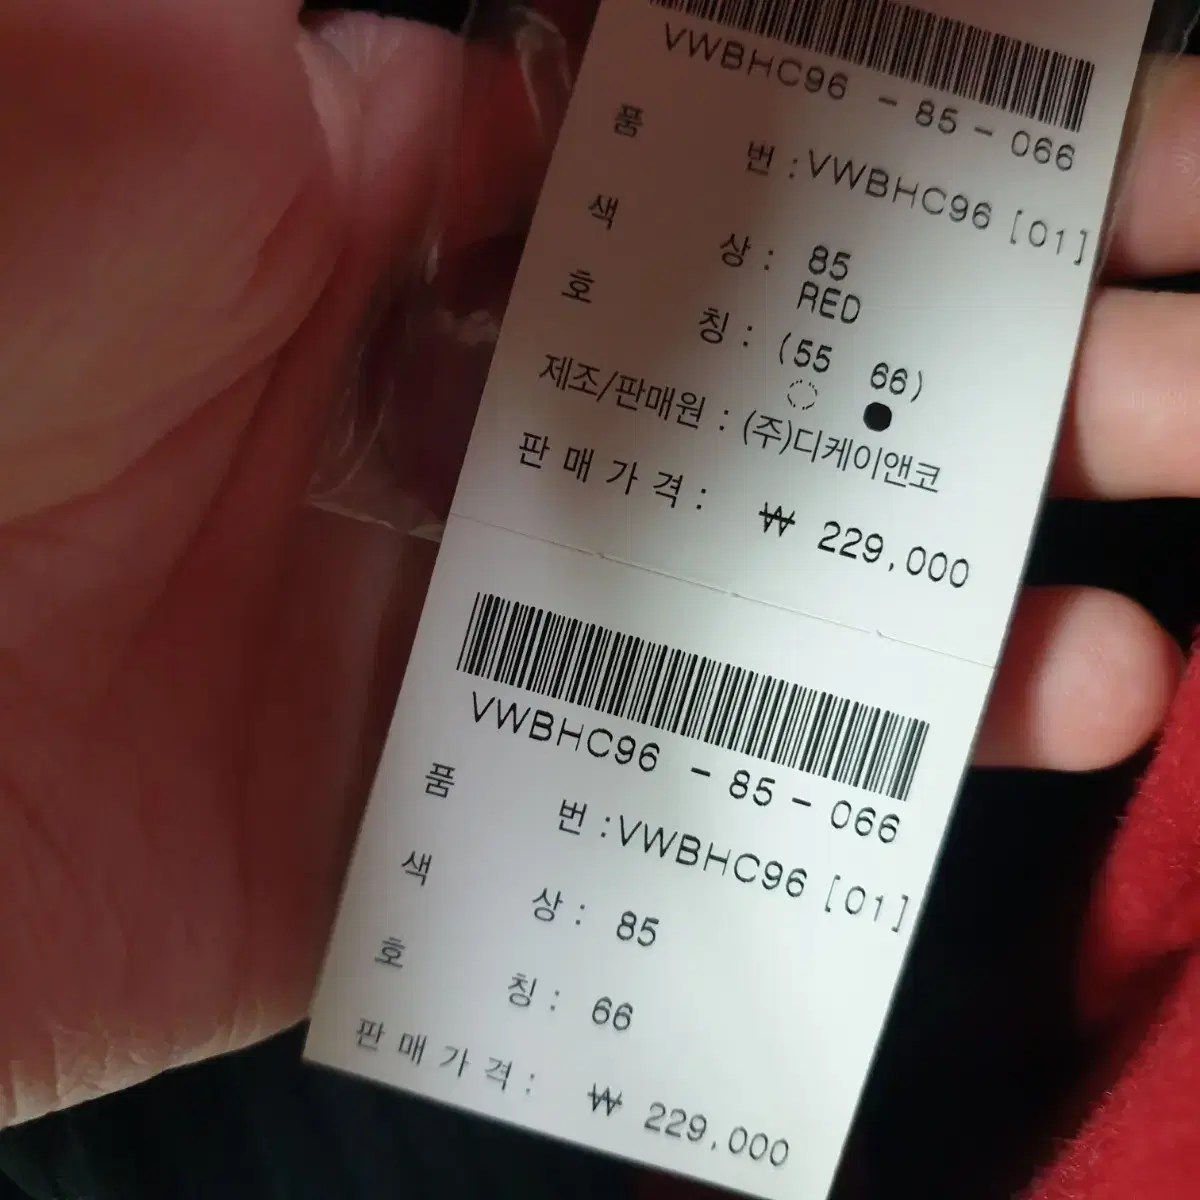 VWBHC96 - 85 - 066
품 번 : VWBHC96 [01]
색 상 : 85
RED
호 칭 : (55 66)
제조/판매원 : (주)디케이앤코
판 매 가 격 : ₩ 229,000
VWBHC96 - 85 - 066
품 번 : VWBHC96 [01]
색 상 : 85
호 칭 : 66
판 매 가 격 : ₩ 229,000